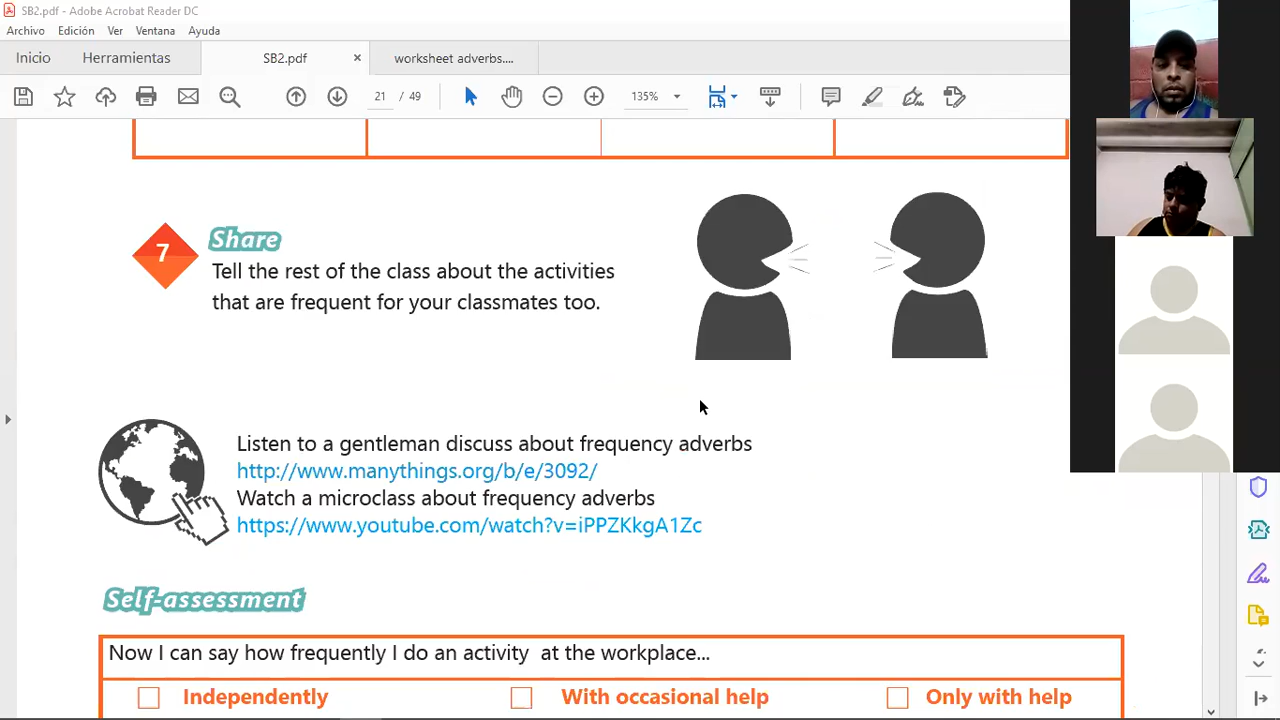 SB2.pdf - Adobe Acrobat Reader DC
Archivo Edición Ver Ventana Ayuda
Inicio Herramientas SB2.pdf × worksheet adverbs....
21 / 49 135%
7
Share
Tell the rest of the class about the activities
that are frequent for your classmates too.
Listen to a gentleman discuss about frequency adverbs
http://www.manythings.org/b/e/3092/
Watch a microclass about frequency adverbs
https://www.youtube.com/watch?v=iPPZKkgA1Zc
Self-assessment
Now I can say how frequently I do an activity at the workplace...
Independently With occasional help Only with help